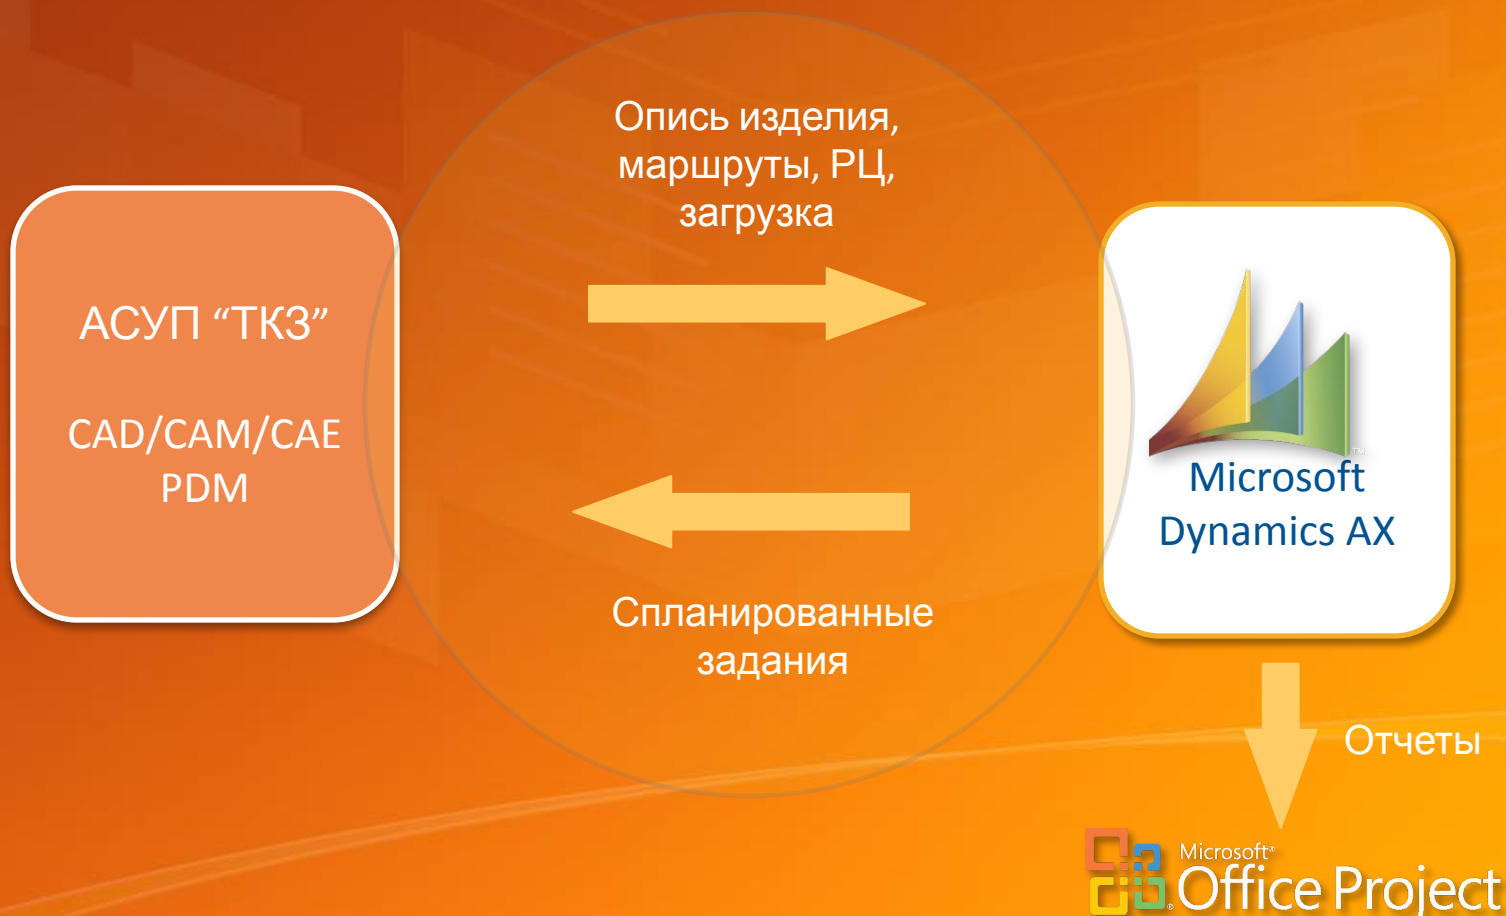 Опись изделия,
маршруты, РЦ,
загрузка
АСУП “ТКЗ”
CAD/CAM/CAE
PDM
TM
Microsoft
Dynamics AX
Спланированные
задания
Отчеты
Microsoft®
Office Project